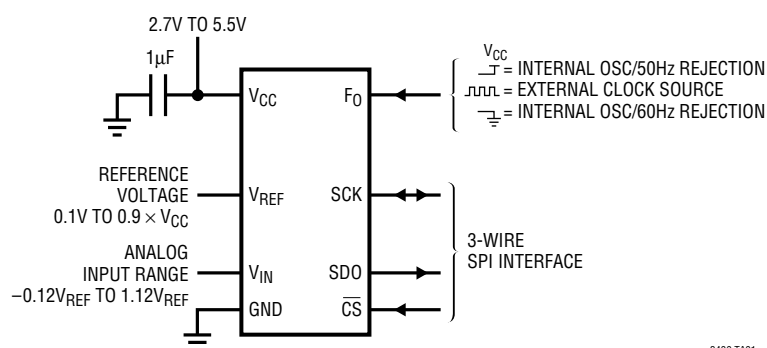 2.7V TO 5.5V
1µF
VCC
FO
VCC
= INTERNAL OSC/50Hz REJECTION
= EXTERNAL CLOCK SOURCE
= INTERNAL OSC/60Hz REJECTION
REFERENCE
VOLTAGE
0.1V TO 0.9 × VCC
VREF
SCK
ANALOG
INPUT RANGE
–0.12VREF TO 1.12VREF
VIN
SDO
GND
CS
3-WIRE
SPI INTERFACE